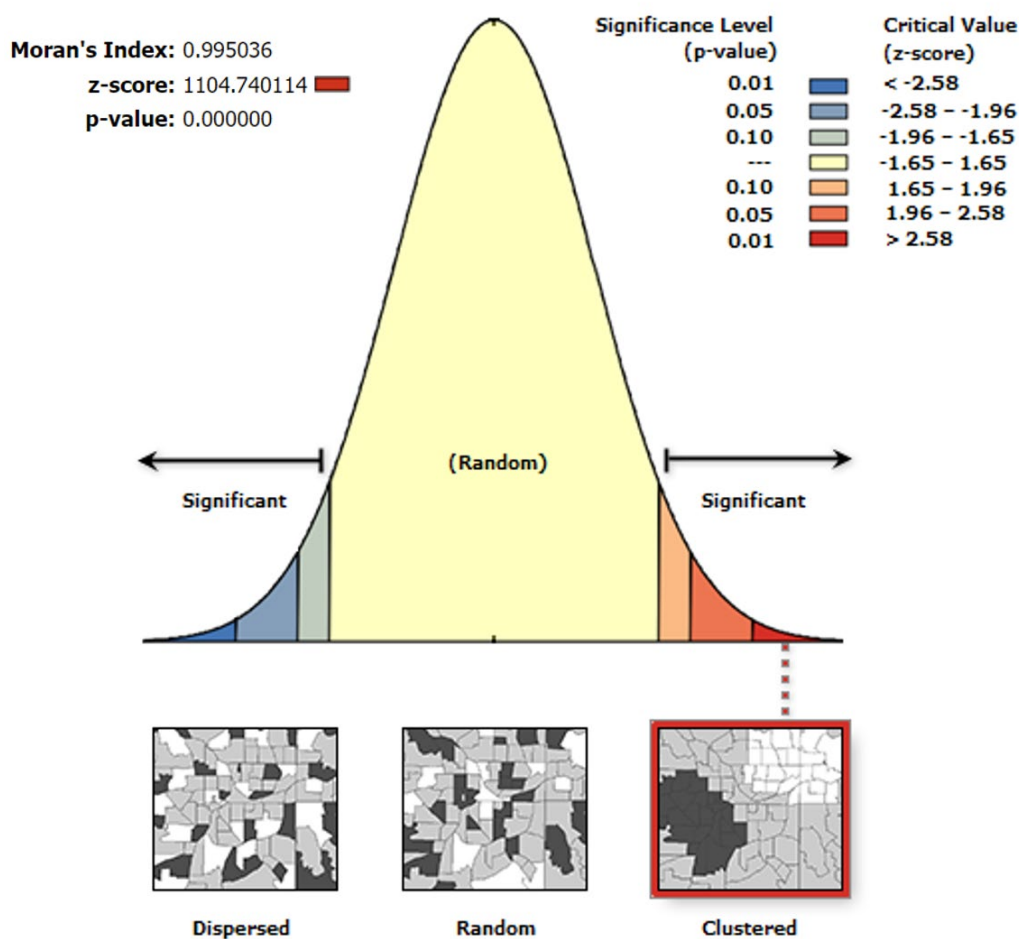 Moran's Index: 0.995036
z-score: 1104.740114
p-value: 0.000000
Significance Level
(p-value)
Critical Value
(z-score)
0.01 < -2.58
0.05 -2.58 – -1.96
0.10 -1.96 – -1.65
--- -1.65 – 1.65
0.10 1.65 – 1.96
0.05 1.96 – 2.58
0.01 > 2.58
(Random)
Significant
Significant
Dispersed
Random
Clustered